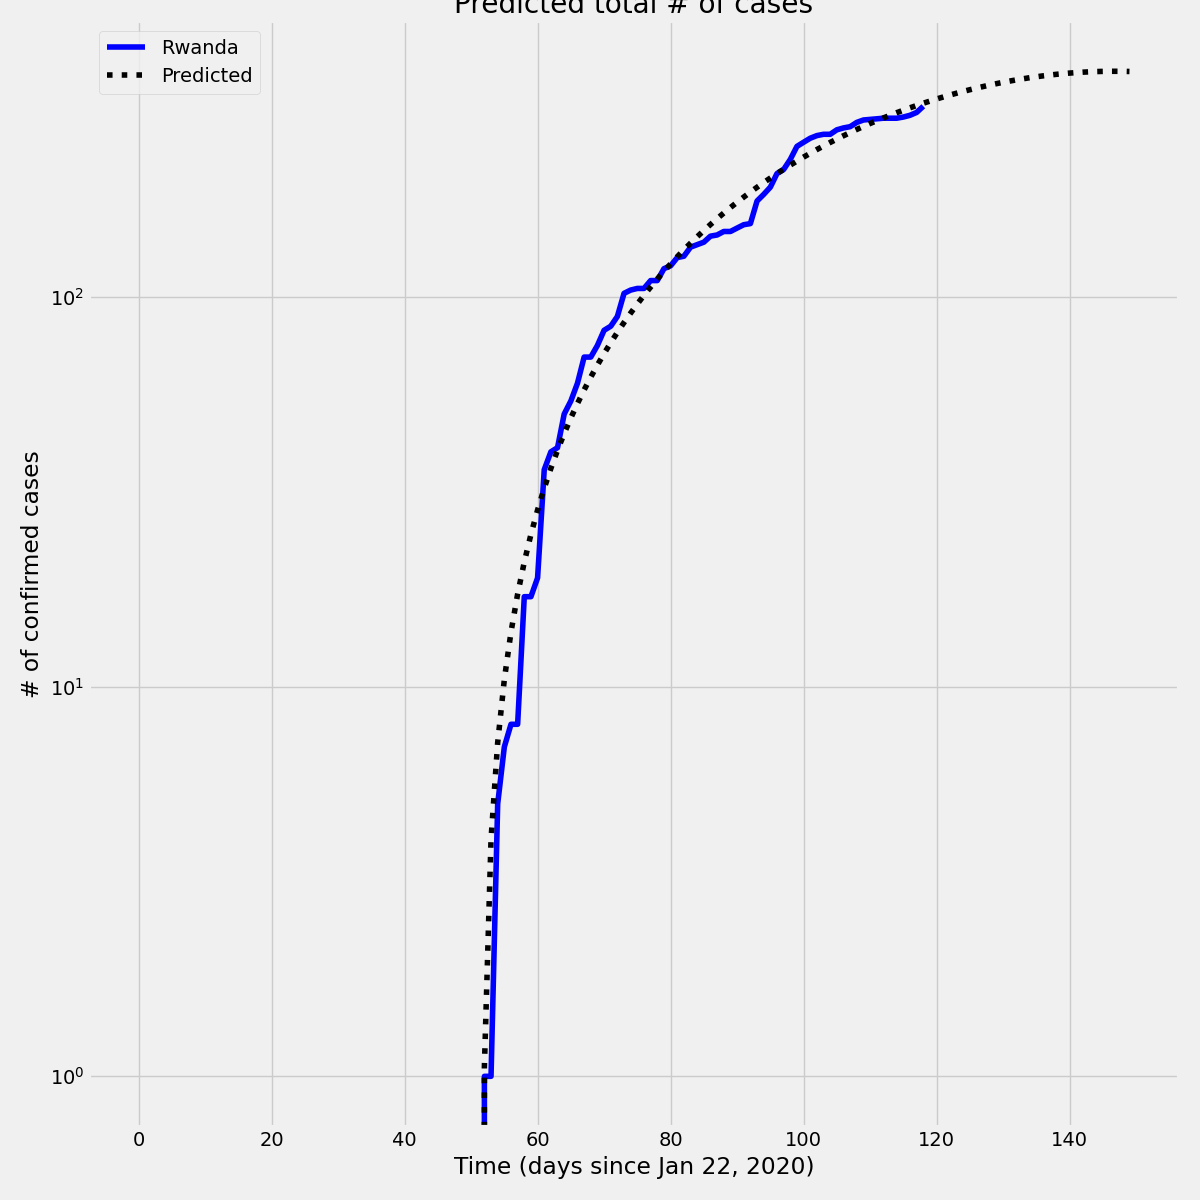 Predicted total # of cases
Rwanda
Predicted
# of confirmed cases
10²
10¹
10⁰
0 20 40 60 80 100 120 140
Time (days since Jan 22, 2020)